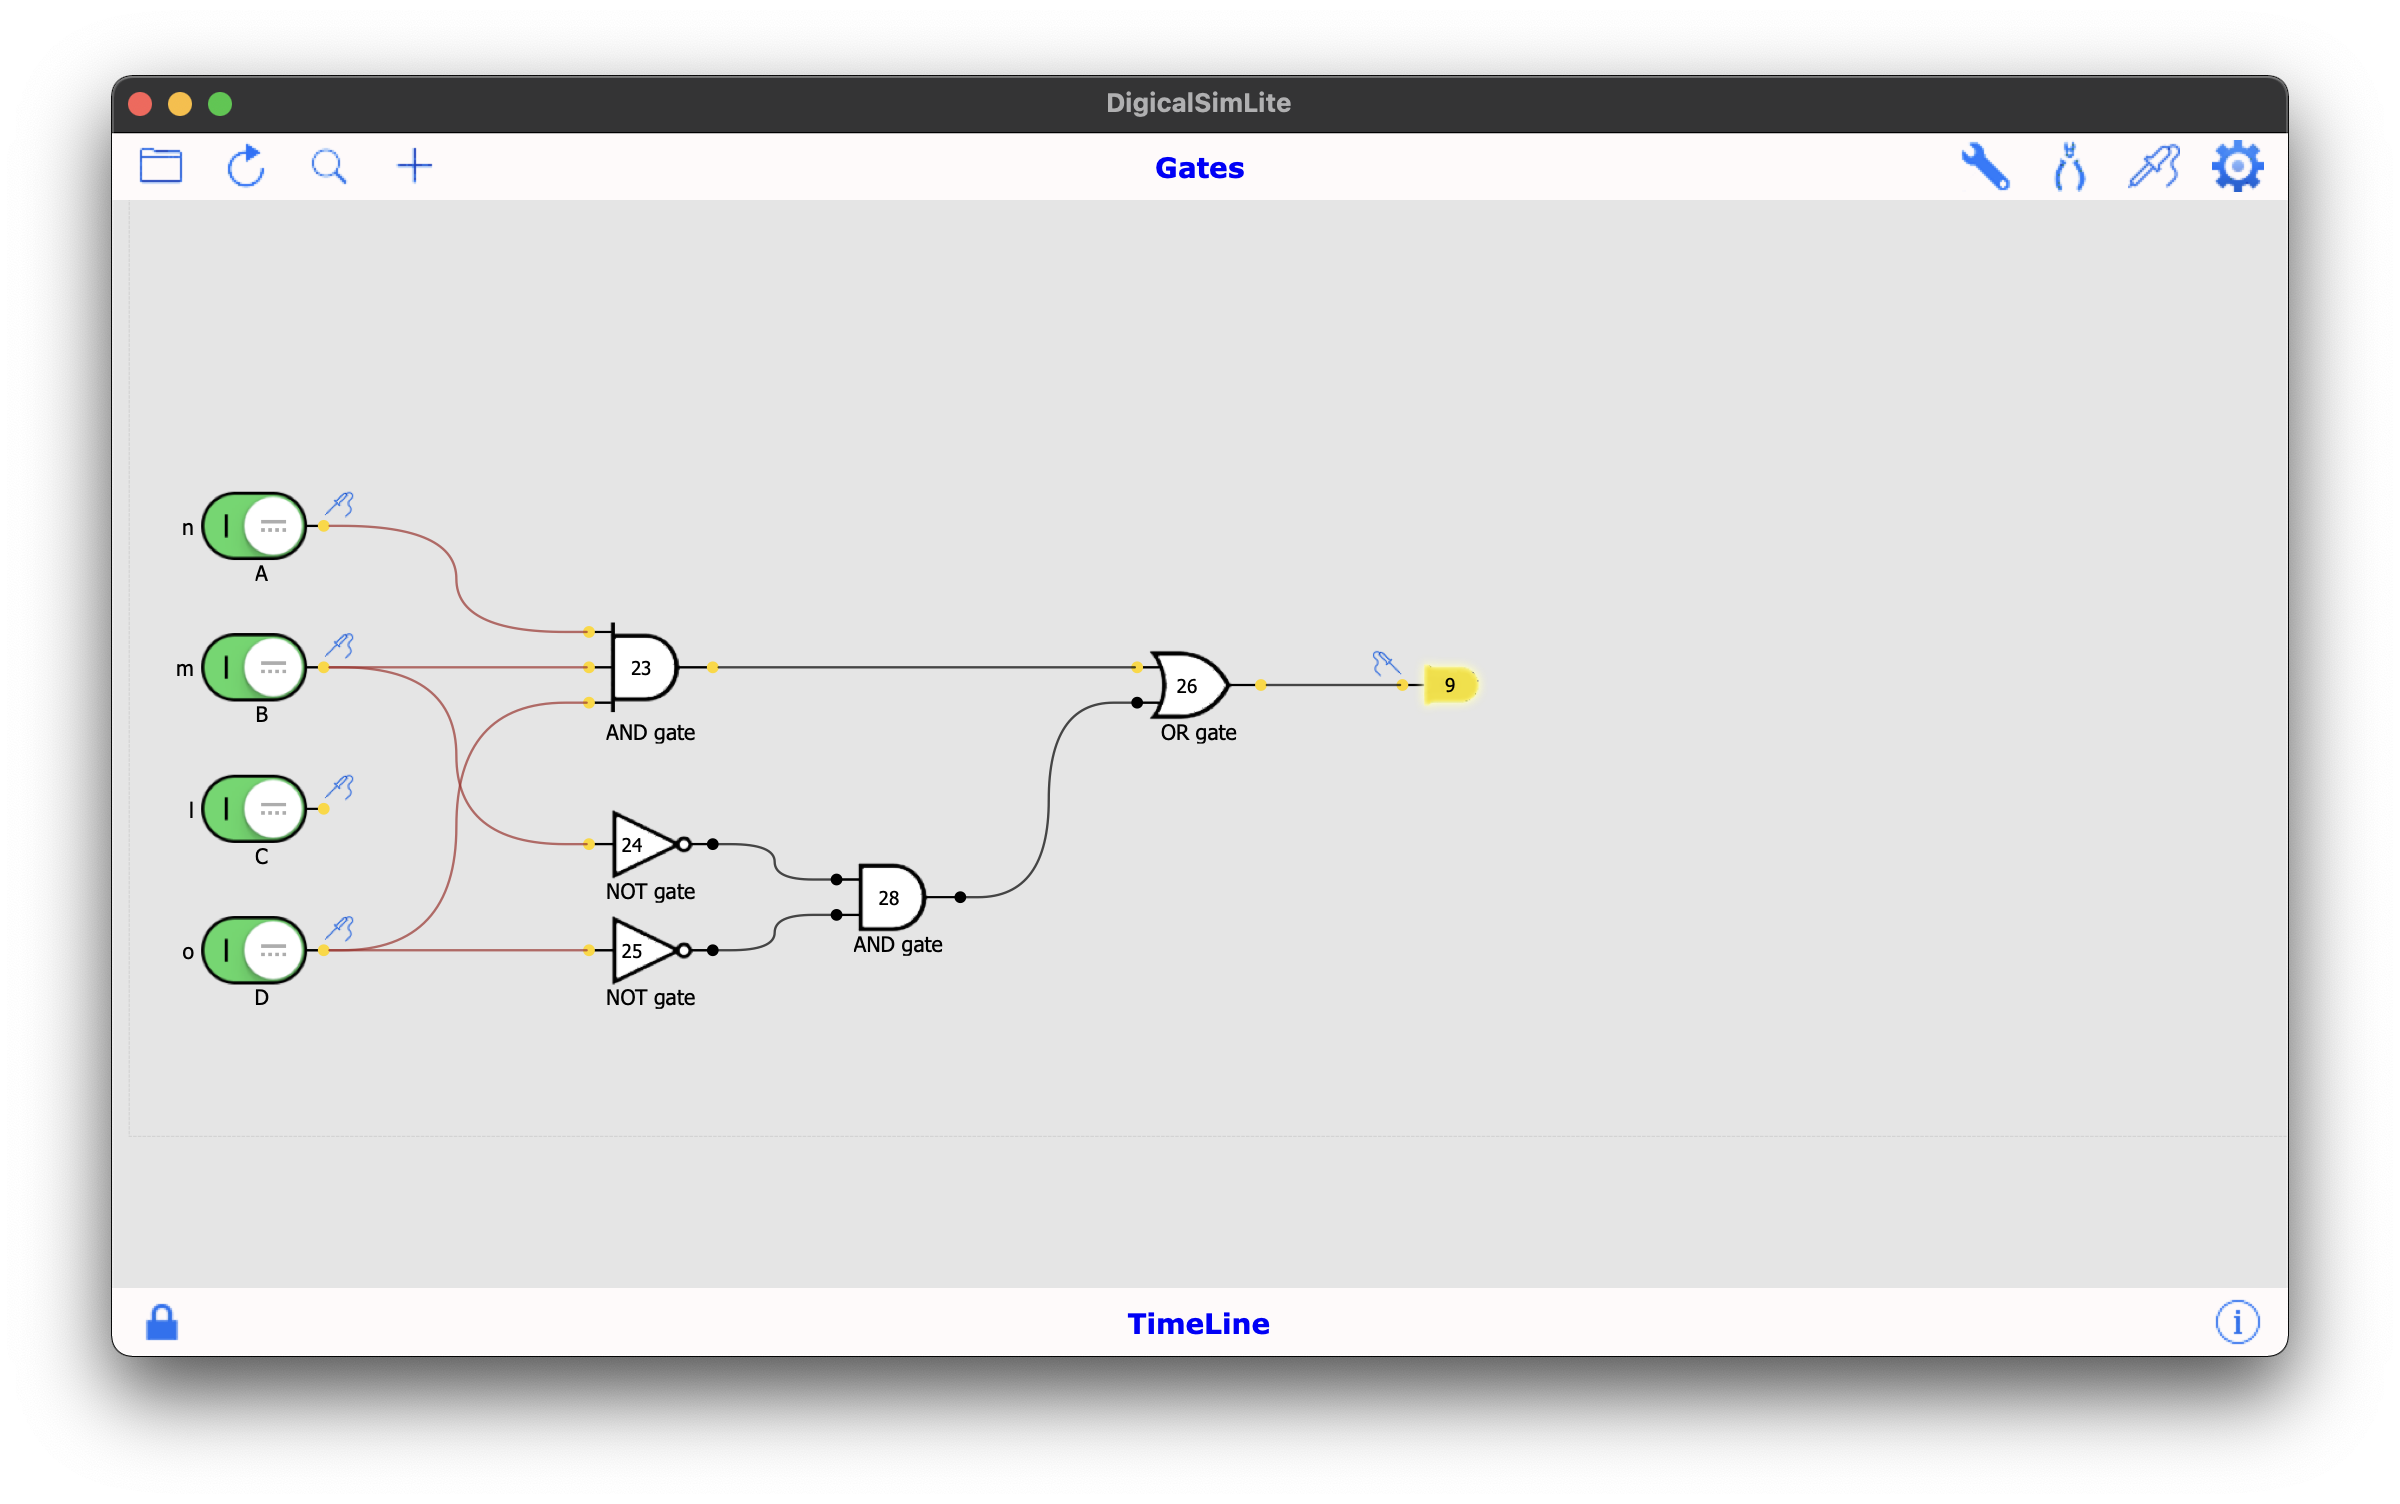 DigicalSimLite
Gates
n
A
m
B
l
C
o
D
23
AND gate
24
NOT gate
25
NOT gate
28
AND gate
26
OR gate
9
TimeLine
i